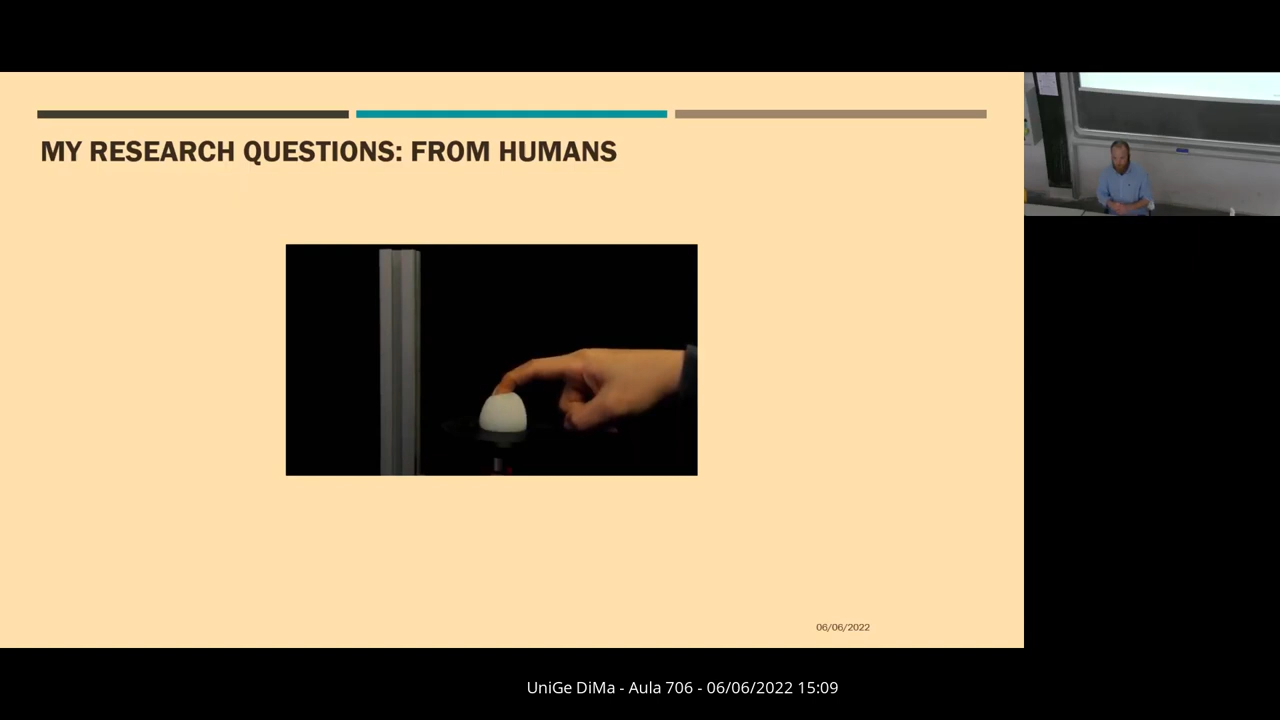 MY RESEARCH QUESTIONS: FROM HUMANS
06/06/2022
UniGe DiMa - Aula 706 - 06/06/2022 15:09